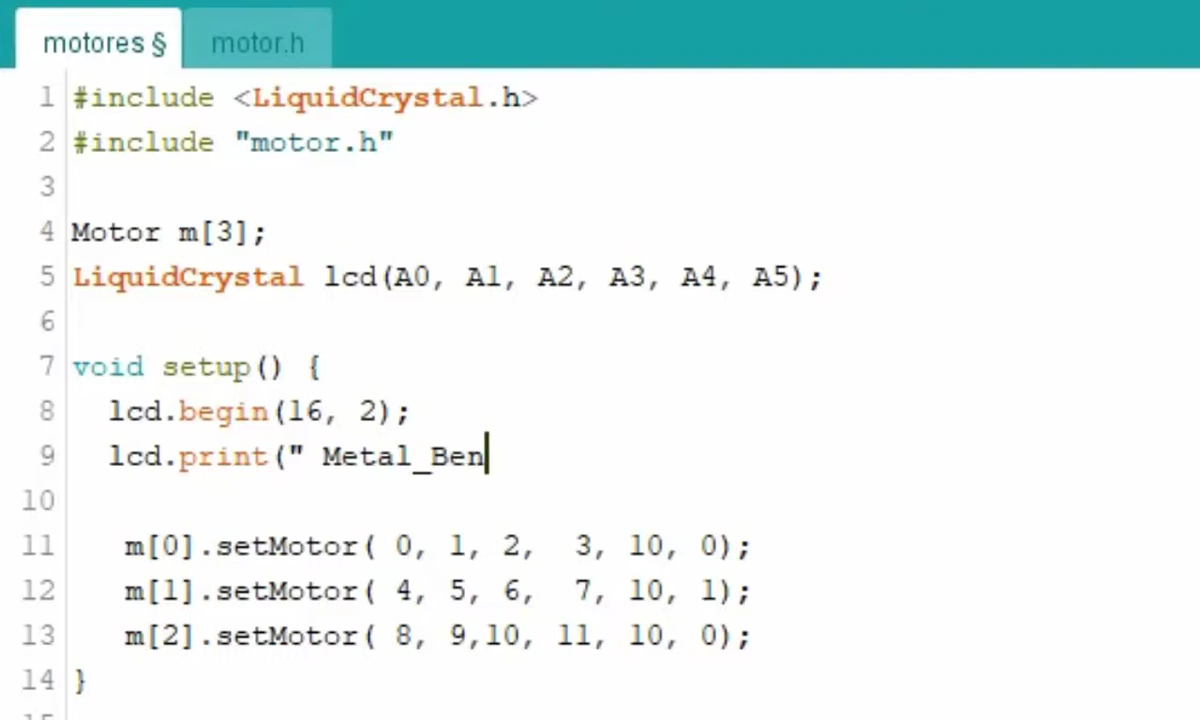 motores § motor.h
1 #include <LiquidCrystal.h>
2 #include "motor.h"
3
4 Motor m[3];
5 LiquidCrystal lcd(A0, A1, A2, A3, A4, A5);
6
7 void setup() {
8 lcd.begin(16, 2);
9 lcd.print(" Metal_Ben
10
11 m[0].setMotor( 0, 1, 2, 3, 10, 0);
12 m[1].setMotor( 4, 5, 6, 7, 10, 1);
13 m[2].setMotor( 8, 9,10, 11, 10, 0);
14 }